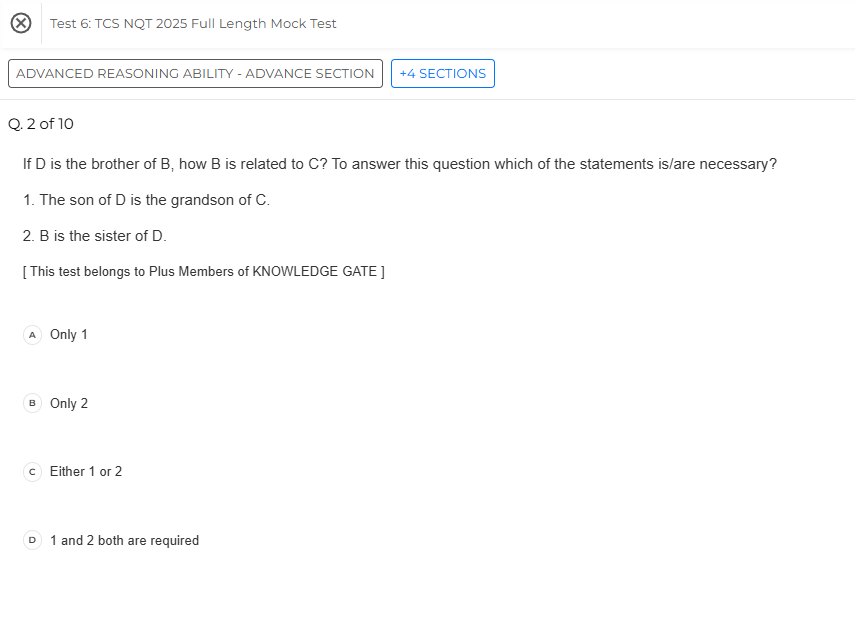 Test 6: TCS NQT 2025 Full Length Mock Test
ADVANCED REASONING ABILITY - ADVANCE SECTION
+4 SECTIONS
Q. 2 of 10
If D is the brother of B, how B is related to C? To answer this question which of the statements is/are necessary?
1. The son of D is the grandson of C.
2. B is the sister of D.
[ This test belongs to Plus Members of KNOWLEDGE GATE ]
A Only 1
B Only 2
C Either 1 or 2
D 1 and 2 both are required